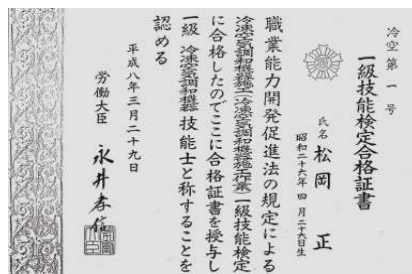 冷空第一号
一級技能検定合格証書
氏名 松岡 正
昭和二十六年四月二十六日生
職業能力開発促進法の規定による
冷凍空気調和機器施工(冷凍空気調和機器施工作業)一級技能検定
に合格したのでここに合格証書を授与し
一級 冷凍空気調和機器 技能士と称することを
認める
平成八年三月二十九日
労働大臣 永井孝信